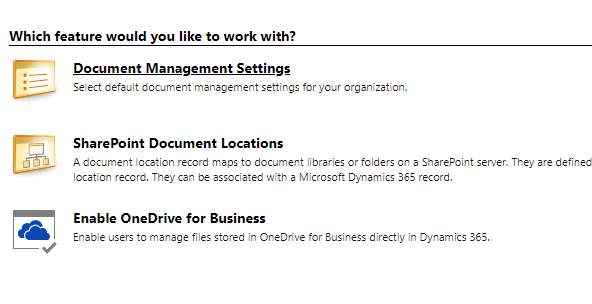 Which feature would you like to work with?
Document Management Settings
Select default document management settings for your organization.
SharePoint Document Locations
A document location record maps to document libraries or folders on a SharePoint server. They are defined
location record. They can be associated with a Microsoft Dynamics 365 record.
Enable OneDrive for Business
Enable users to manage files stored in OneDrive for Business directly in Dynamics 365.